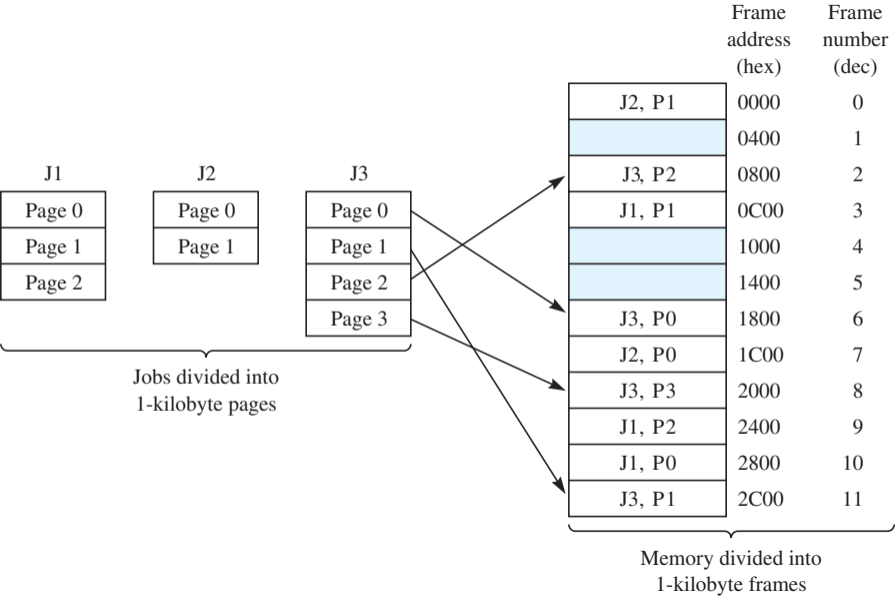 Frame Frame
address number
(hex) (dec)
J2, P1 0000 0
0400 1
J1 J2 J3 J3, P2 0800 2
Page 0 Page 0 Page 0 J1, P1 0C00 3
Page 1 Page 1 Page 1 1000 4
Page 2 Page 2 1400 5
Page 3 J3, P0 1800 6
J2, P0 1C00 7
Jobs divided into J3, P3 2000 8
1-kilobyte pages
J1, P2 2400 9
J1, P0 2800 10
J3, P1 2C00 11
Memory divided into
1-kilobyte frames